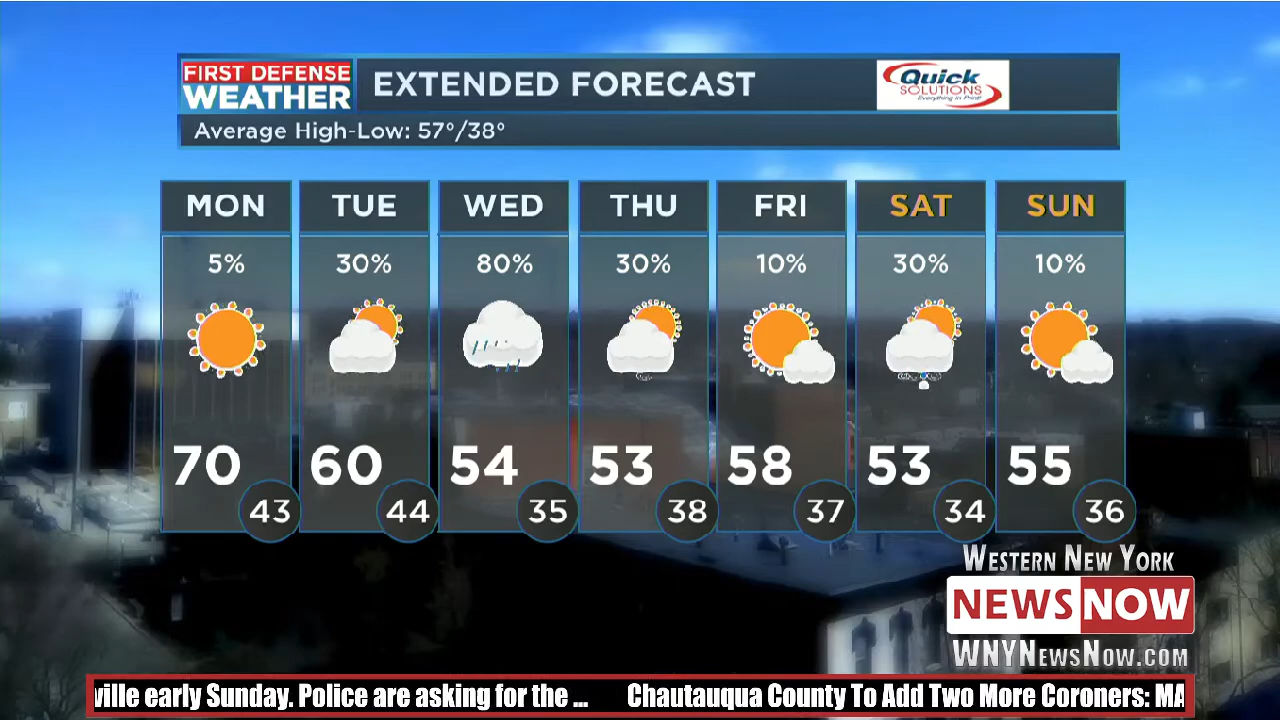 FIRST DEFENSE
WEATHER
EXTENDED FORECAST
Quick
SOLUTIONS
Everything in Print!
Average High-Low: 57°/38°
MON TUE WED THU FRI SAT SUN
5% 30% 80% 30% 10% 30% 10%
70 60 54 53 58 53 55
43 44 35 38 37 34 36
WESTERN NEW YORK
NEWS NOW
WNYNEWSNOW.COM
ville early Sunday. Police are asking for the ... Chautauqua County To Add Two More Coroners: MA